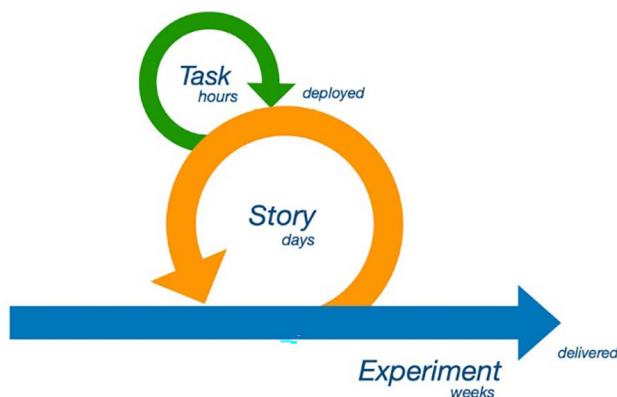 Task
hours
deployed
Story
days
delivered
Experiment
weeks